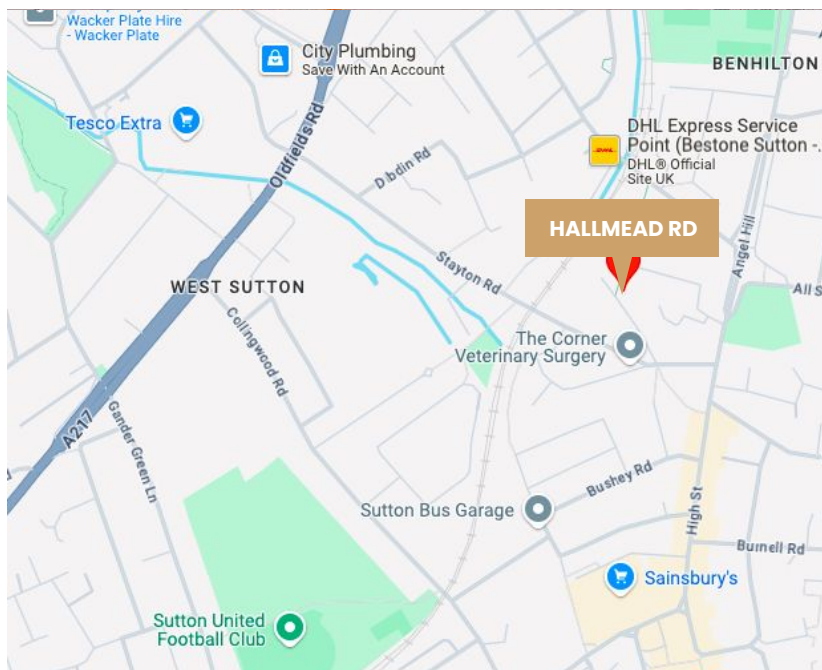 Wacker Plate Hire
- Wacker Plate
City Plumbing
Save With An Account
BENHILTON
Tesco Extra
Oldfields Rd
Dibdin Rd
DHL Express Service
Point (Bestone Sutton -..
DHL® Official
Site UK
HALLMEAD RD
Angel Hill
Stayton Rd
WEST SUTTON
All S
Collingwood Rd
The Corner
Veterinary Surgery
A217
Gander Green Ln
Bushey Rd
High St
Sutton Bus Garage
Burnell Rd
Sainsbury's
Sutton United
Football Club